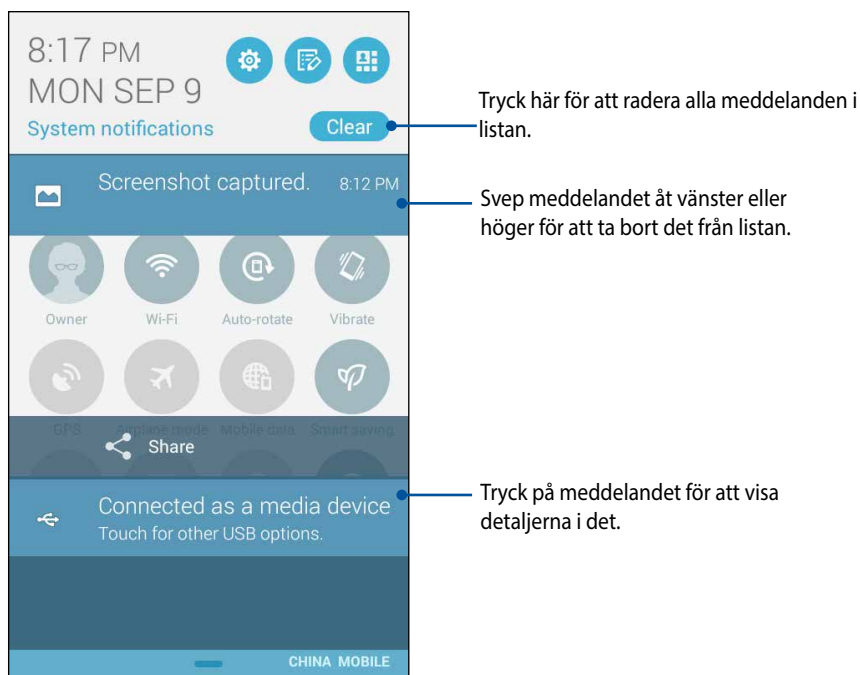 8:17 PM
MON SEP 9
System notifications
Clear
Tryck här för att radera alla meddelanden i
listan.
Screenshot captured.
8:12 PM
Svep meddelandet åt vänster eller
höger för att ta bort det från listan.
Owner
Wi-Fi
Auto-rotate
Vibrate
GPS
Airplane mode
Mobile data
Smart saving
Share
Connected as a media device
Touch for other USB options.
Tryck på meddelandet för att visa
detaljerna i det.
CHINA MOBILE